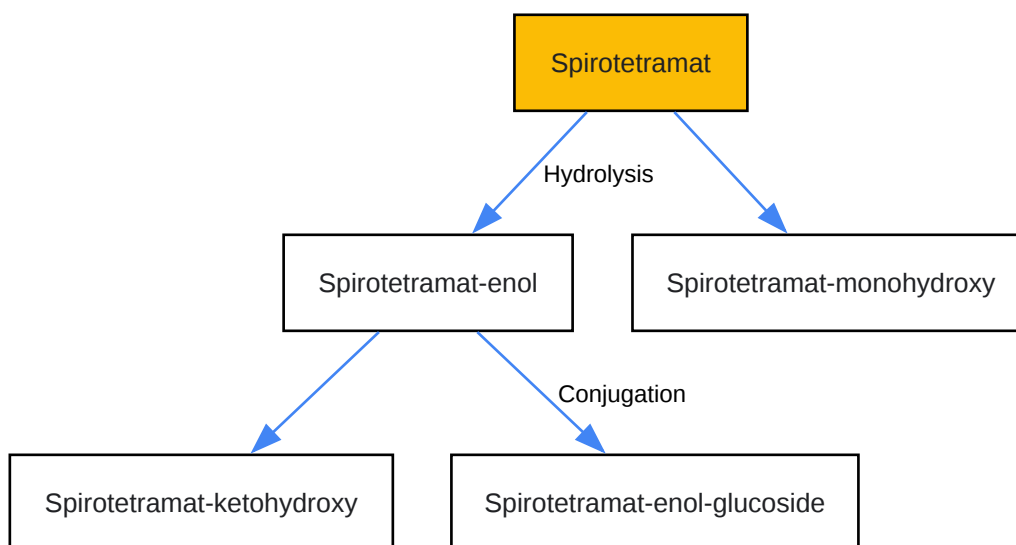 Spirotetramat
Hydrolysis
Spirotetramat-enol
Spirotetramat-monohydroxy
Conjugation
Spirotetramat-ketohydroxy
Spirotetramat-enol-glucoside